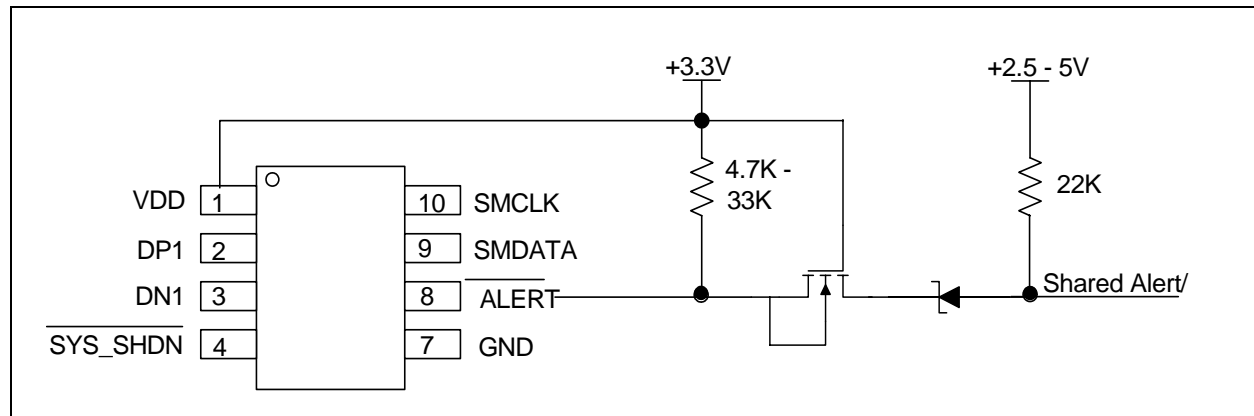 +3.3V
+2.5 - 5V
4.7K -
33K
22K
VDD 1
10 SMCLK
DP1 2
9 SMDATA
DN1 3
8 ALERT
Shared Alert/
SYS_SHDN 4
7 GND